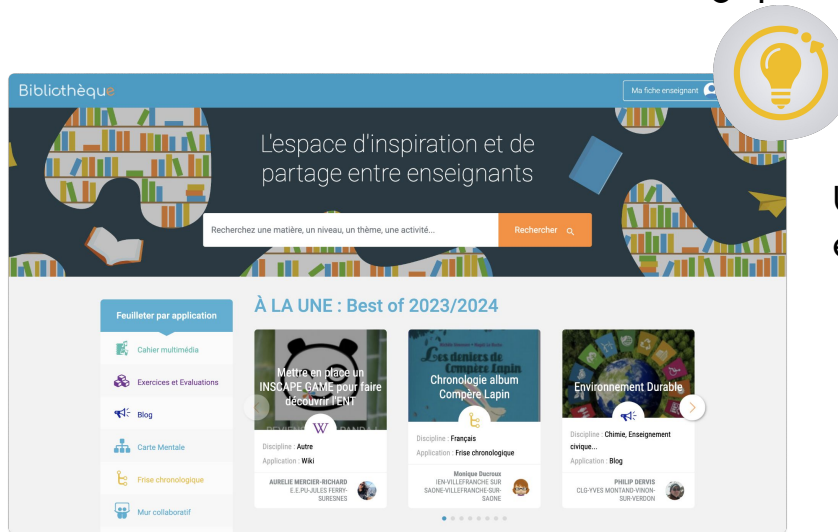 Bibliothèque
Ma fiche enseignant
L'espace d'inspiration et de
partage entre enseignants
Recherchez une matière, un niveau, un thème, une activité...
Rechercher
Feuilleter par application
Cahier multimédia
Exercices et Evaluations
Blog
Carte Mentale
Frise chronologique
Mur collaboratif
À LA UNE : Best of 2023/2024
Mettre en place un
INSCAPE GAME pour faire
découvrir l'ENT
W
Discipline : Autre
Application : Wiki
AURELIE MERCIER-RICHARD
E.E.PU-JULES FERRY-
SURESNES
Les deniers de
Compère Lapin
Chronologie album
Compère Lapin
Discipline : Français
Application : Frise chronologique
Monique Ducroux
IEN-VILLEFRANCHE SUR
SAONE-VILLEFRANCHE-SUR-
SAONE
Environnement Durable
Discipline : Chimie, Enseignement
civique...
Application : Blog
PHILIP DERVIS
CLG-YVES MONTAND-VINON-
SUR-VERDON